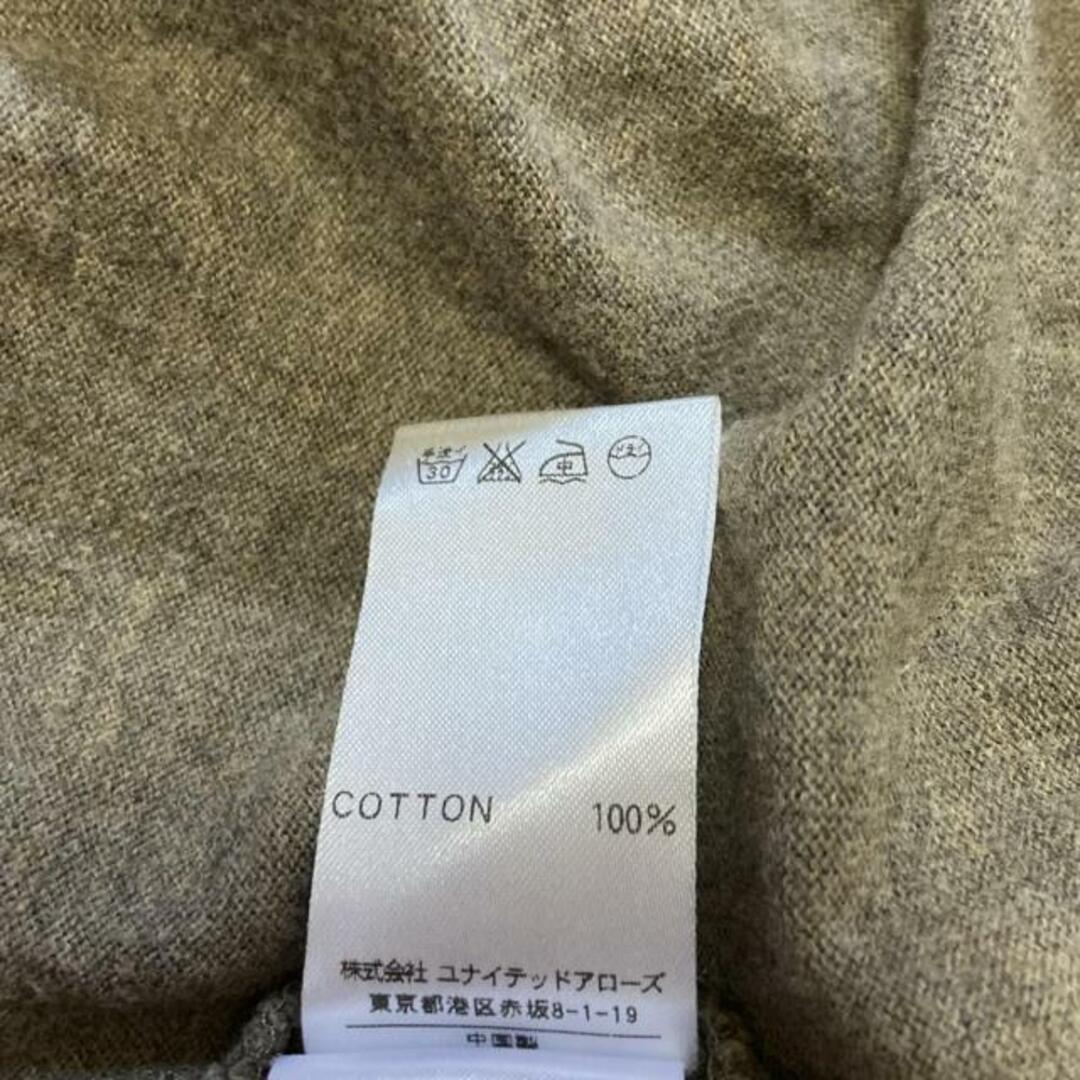 手洗イ 30 中 ドライ
COTTON 100%
株式会社 ユナイテッドアローズ
東京都港区赤坂8-1-19
中国製